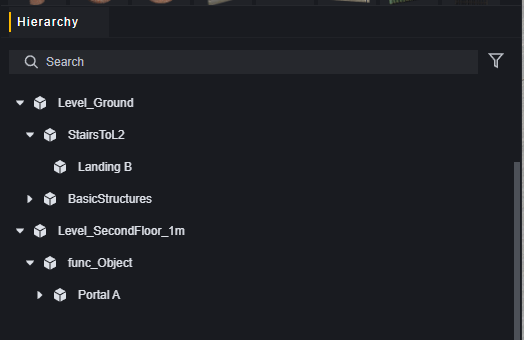 Hierarchy
Search
Level_Ground
StairsToL2
Landing B
BasicStructures
Level_SecondFloor_1m
func_Object
Portal A